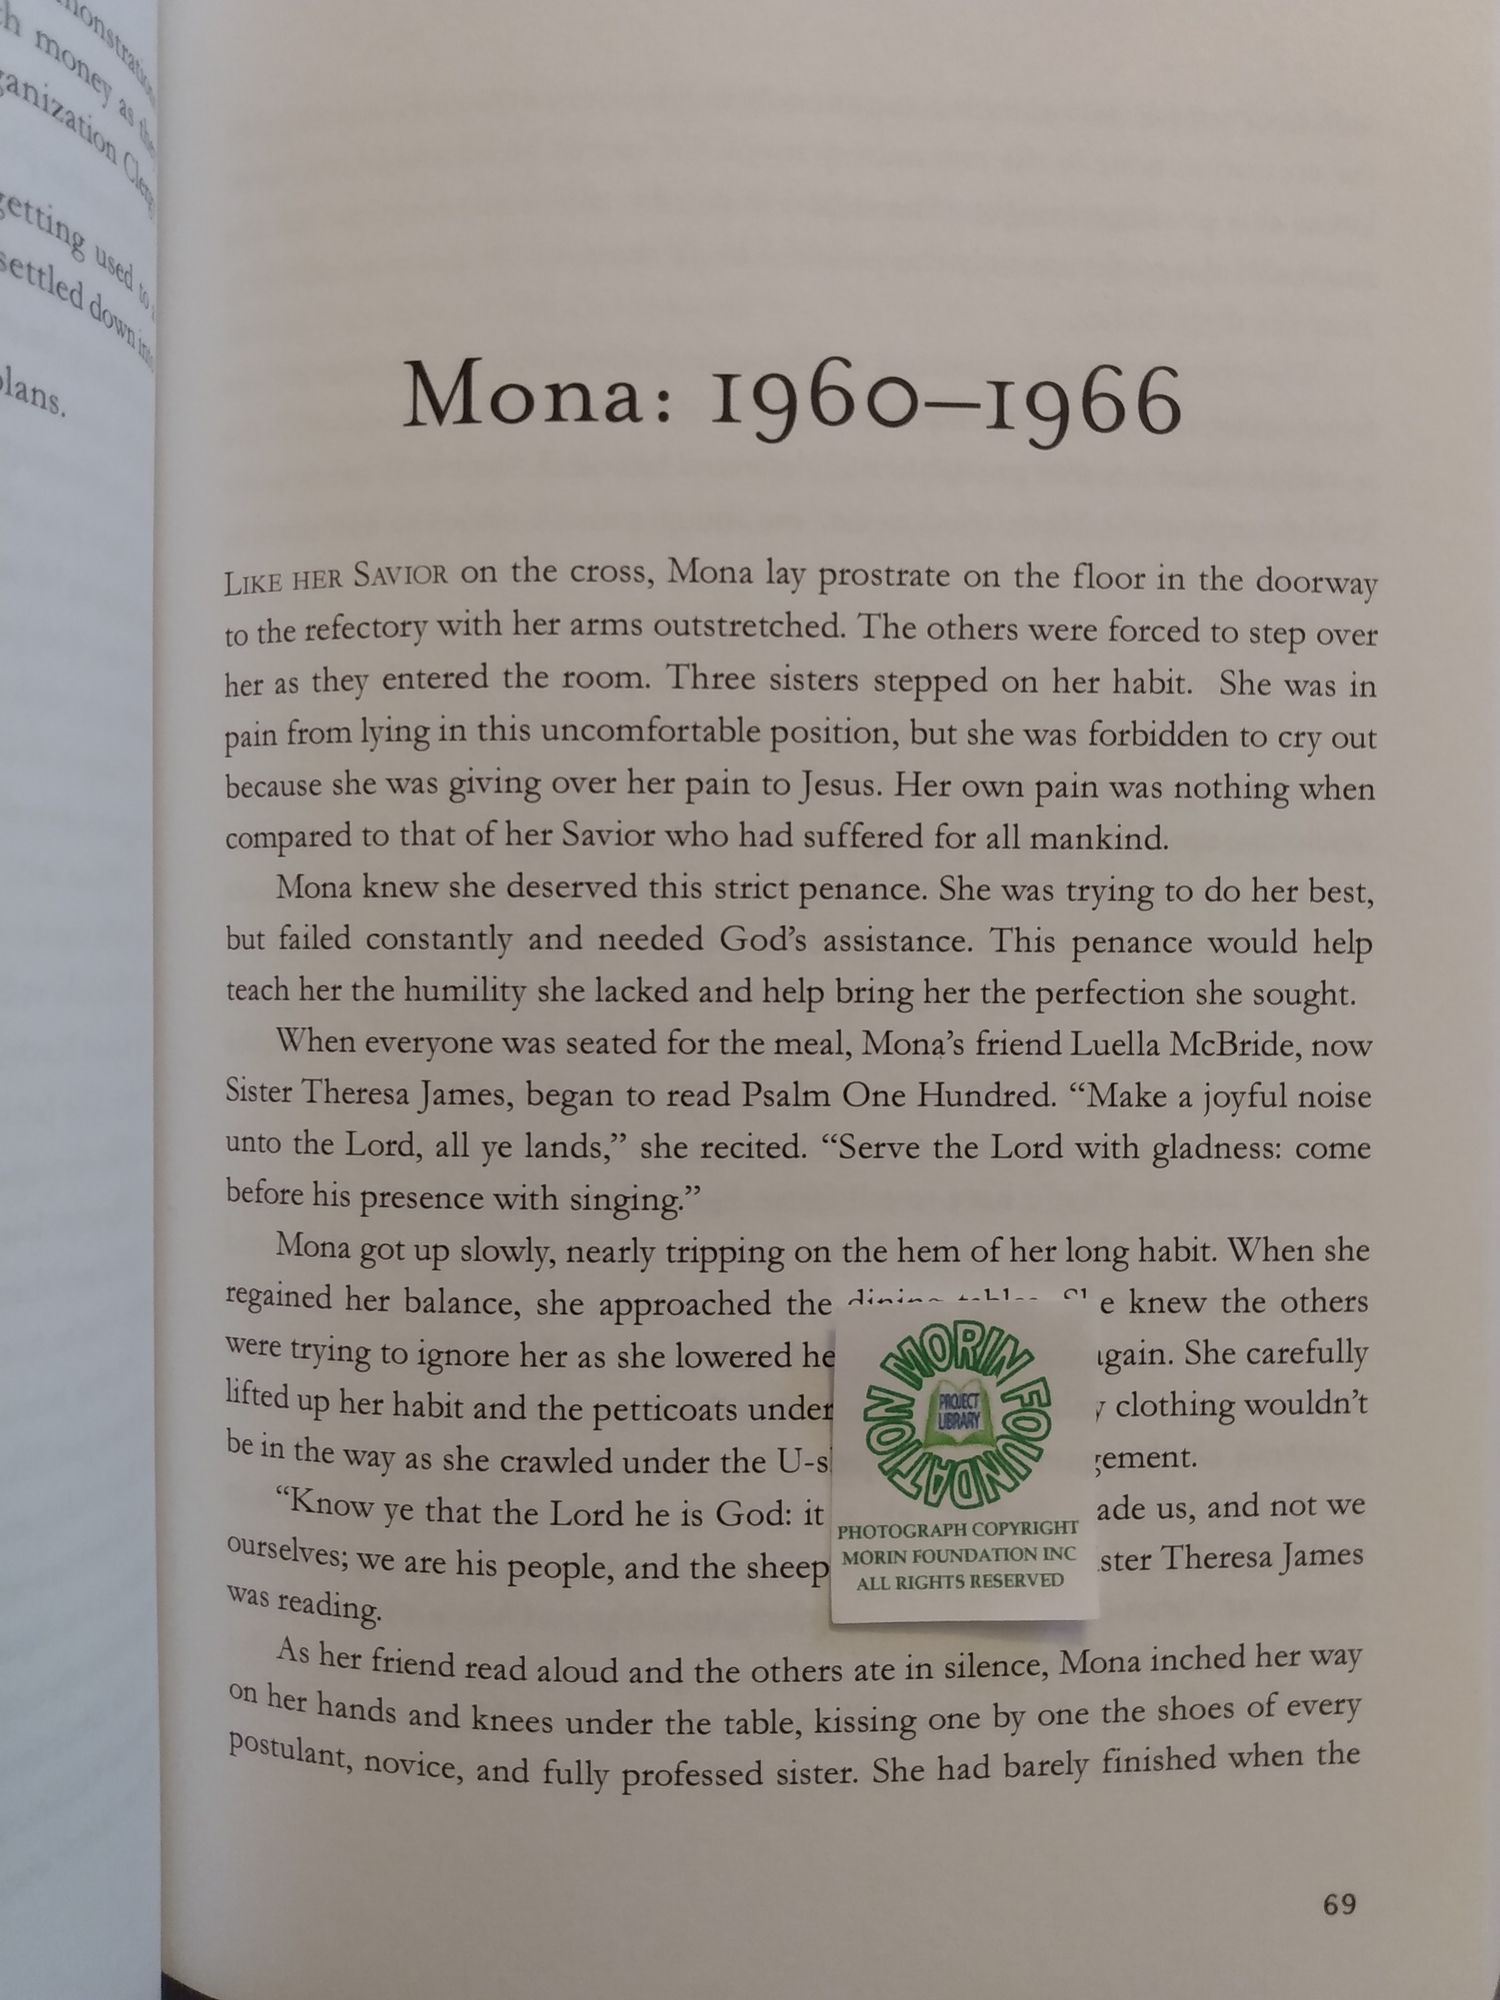 money as the
getting used to
settled down into
plans.
Mona: 1960–1966
LIKE HER SAVIOR on the cross, Mona lay prostrate on the floor in the doorway
to the refectory with her arms outstretched. The others were forced to step over
her as they entered the room. Three sisters stepped on her habit. She was in
pain from lying in this uncomfortable position, but she was forbidden to cry out
because she was giving over her pain to Jesus. Her own pain was nothing when
compared to that of her Savior who had suffered for all mankind.
Mona knew she deserved this strict penance. She was trying to do her best,
but failed constantly and needed God’s assistance. This penance would help
teach her the humility she lacked and help bring her the perfection she sought.
When everyone was seated for the meal, Mona’s friend Luella McBride, now
Sister Theresa James, began to read Psalm One Hundred. “Make a joyful noise
unto the Lord, all ye lands,” she recited. “Serve the Lord with gladness: come
before his presence with singing.”
Mona got up slowly, nearly tripping on the hem of her long habit. When she
regained her balance, she approached the knew the others
were trying to ignore her as she lowered again. She carefully
lifted up her habit and the petticoats clothing wouldn’t
be in the way as she crawled under the
“Know ye that the Lord he is God: it us, and not we
ourselves; we are his people, and the sheep Theresa James
was reading.
As her friend read aloud and the others ate in silence, Mona inched her way
on her hands and knees under the table, kissing one by one the shoes of every
postulant, novice, and fully professed sister. She had barely finished when the
69
MORIN FOUNDATION
PROJECT
LIBRARY
PHOTOGRAPH COPYRIGHT
MORIN FOUNDATION INC
ALL RIGHTS RESERVED